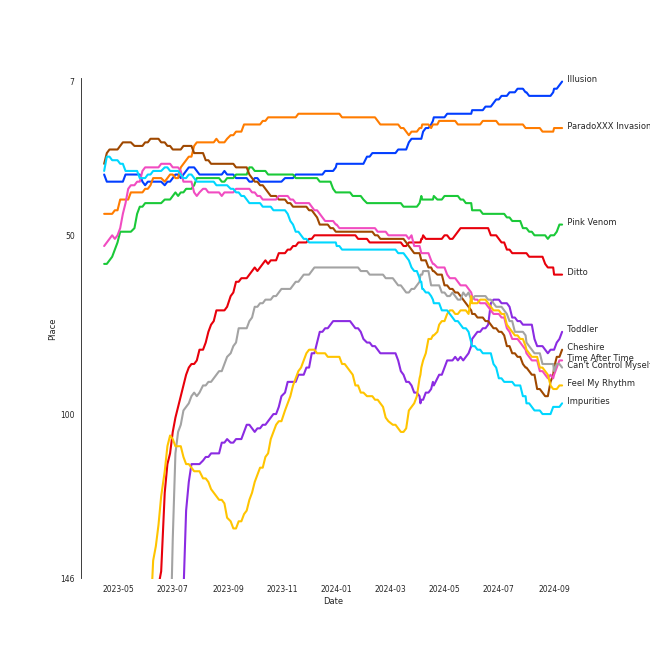 7
Illusion
ParadoXXX Invasion
Pink Venom
50
Ditto
Toddler
Place
Cheshire
Time After Time
Can't Control Myself
Feel My Rhythm
Impurities
100
146
2023-05 2023-07 2023-09 2023-11 2024-01 2024-03 2024-05 2024-07 2024-09
Date